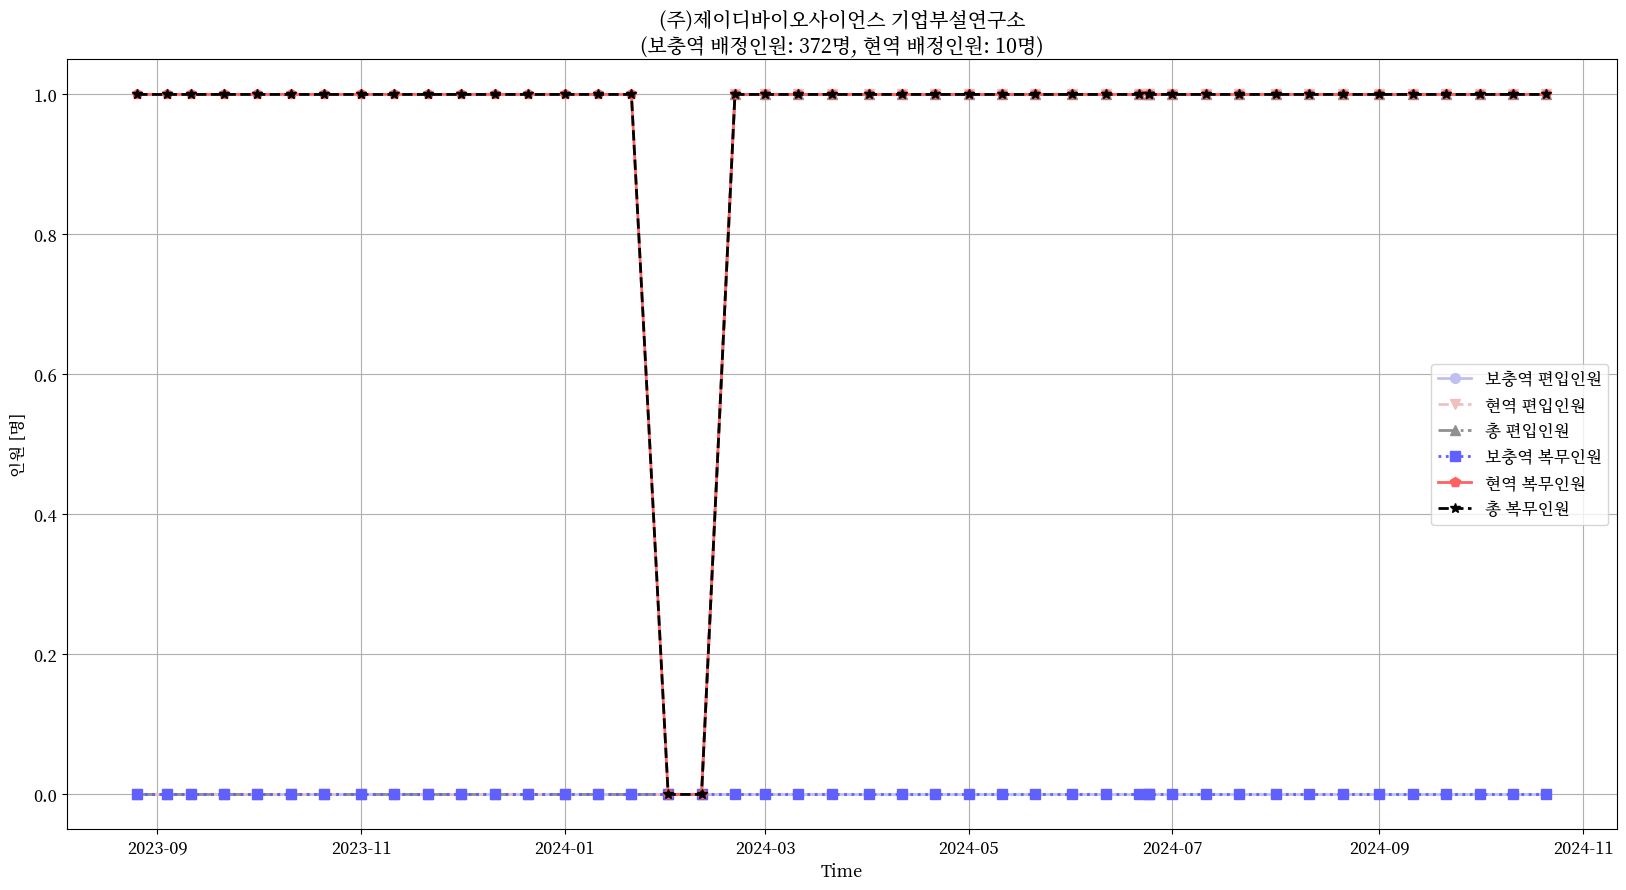 (주)제이디바이오사이언스 기업부설연구소
(보충역 배정인원: 372명, 현역 배정인원: 10명)
인원 [명]
1.0
0.8
0.6
0.4
0.2
0.0
보충역 편입인원
현역 편입인원
총 편입인원
보충역 복무인원
현역 복무인원
총 복무인원
2023-09
2023-11
2024-01
2024-03
2024-05
2024-07
2024-09
2024-11
Time